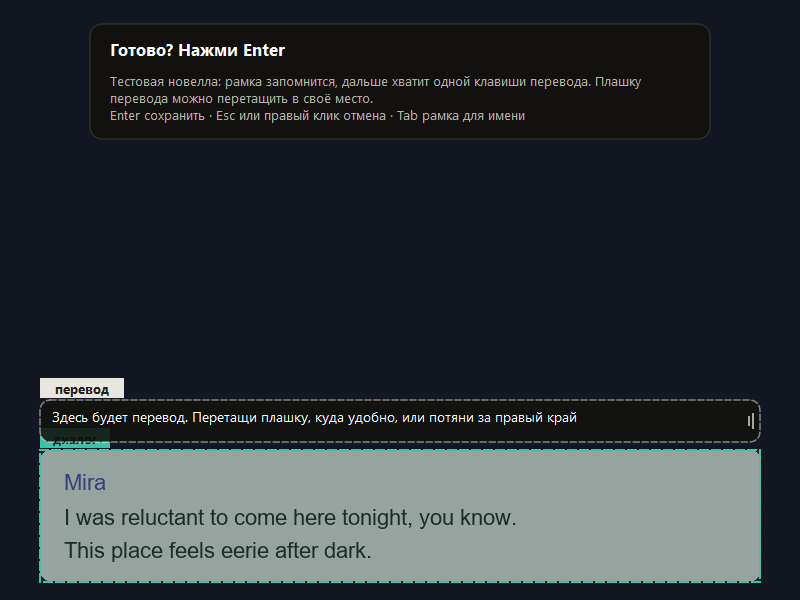 Готово? Нажми Enter
Тестовая новелла: рамка запомнится, дальше хватит одной клавиши перевода. Плашку
перевода можно перетащить в своё место.
Enter сохранить · Esc или правый клик отмена · Tab рамка для имени
перевод
Здесь будет перевод. Перетащи плашку, куда удобно, или потяни за правый край
диалог
Mira
I was reluctant to come here tonight, you know.
This place feels eerie after dark.